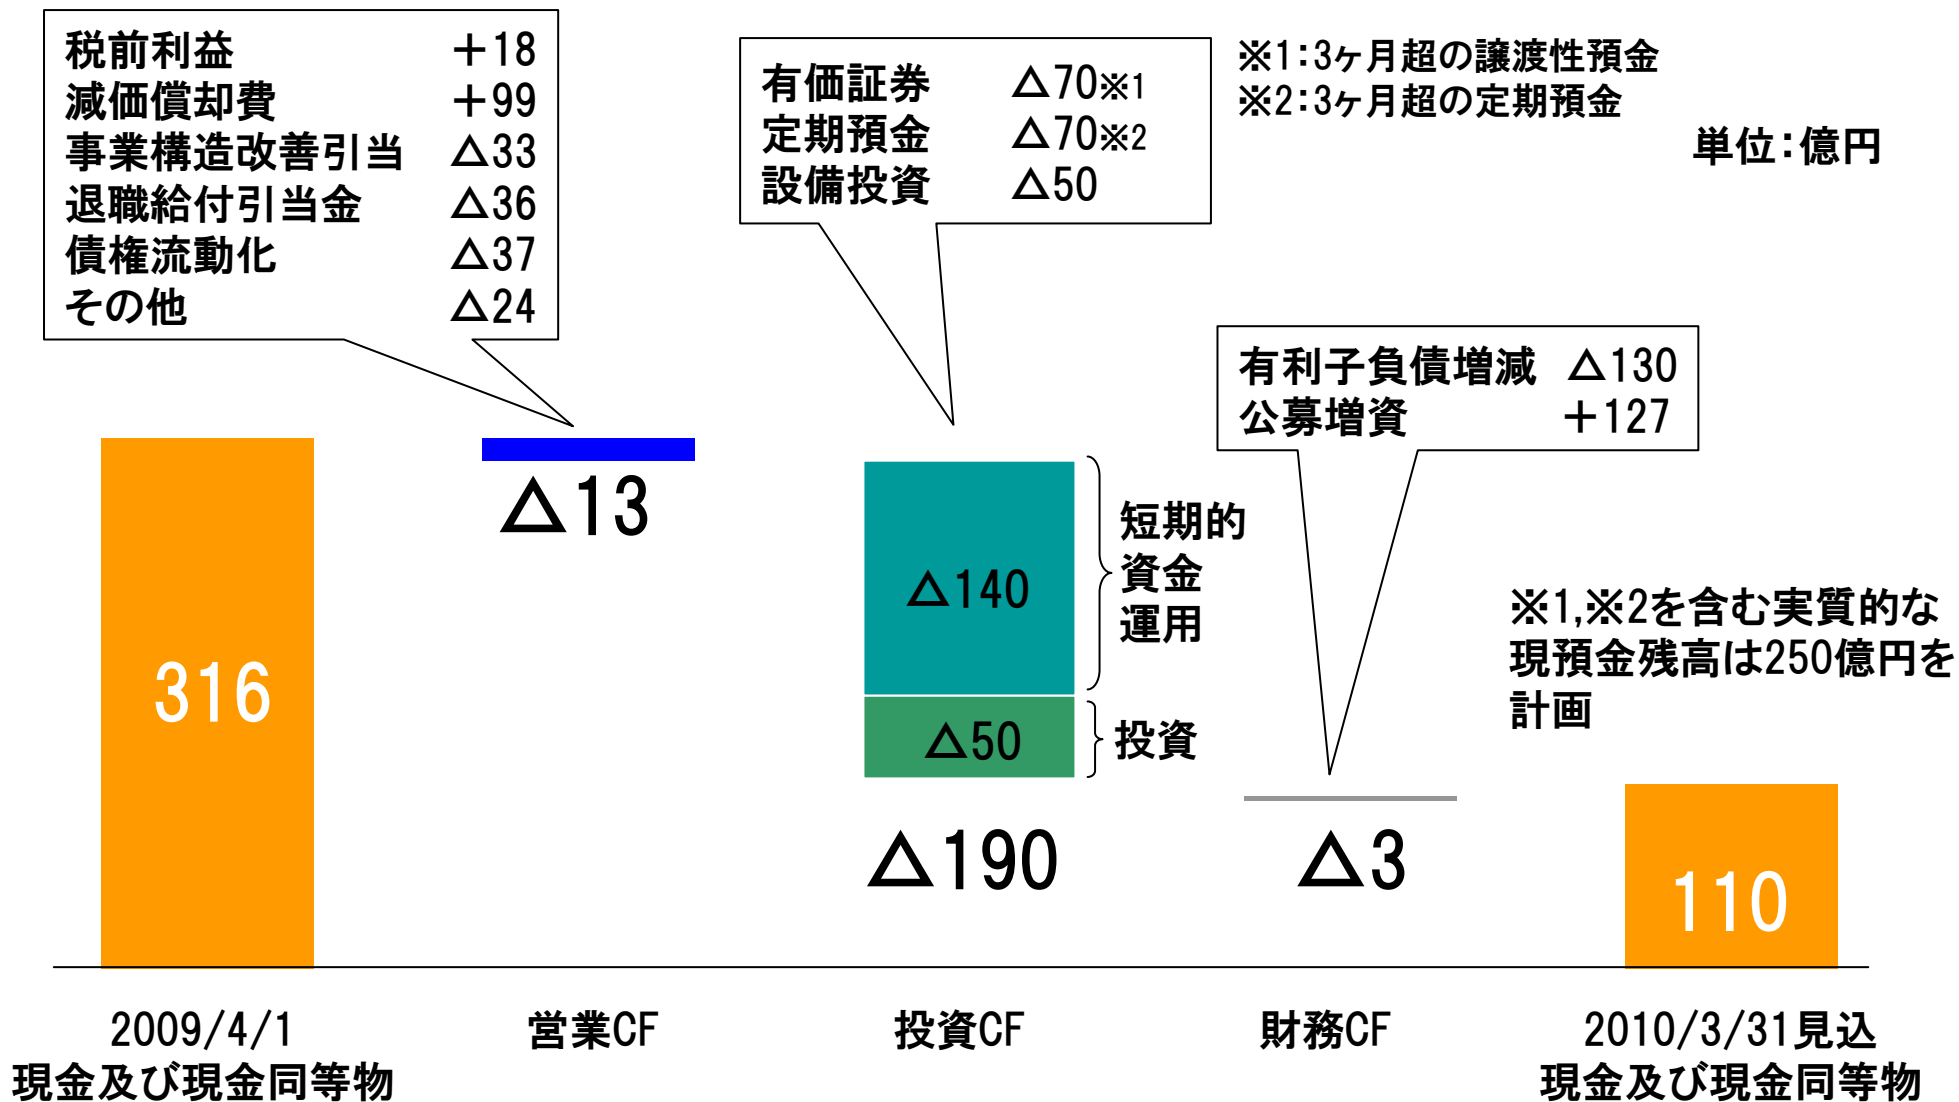 税前利益 +18
減価償却費 +99
事業構造改善引当 △33
退職給付引当金 △36
債権流動化 △37
その他 △24
有価証券 △70※1
定期預金 △70※2
設備投資 △50
※1:3ヶ月超の譲渡性預金
※2:3ヶ月超の定期預金
単位:億円
有利子負債増減 △130
公募増資 +127
316
△13
△140
短期的
資金
運用
△50
投資
△190
△3
※1,※2を含む実質的な
現預金残高は250億円を
計画
110
2009/4/1
現金及び現金同等物
営業CF
投資CF
財務CF
2010/3/31見込
現金及び現金同等物